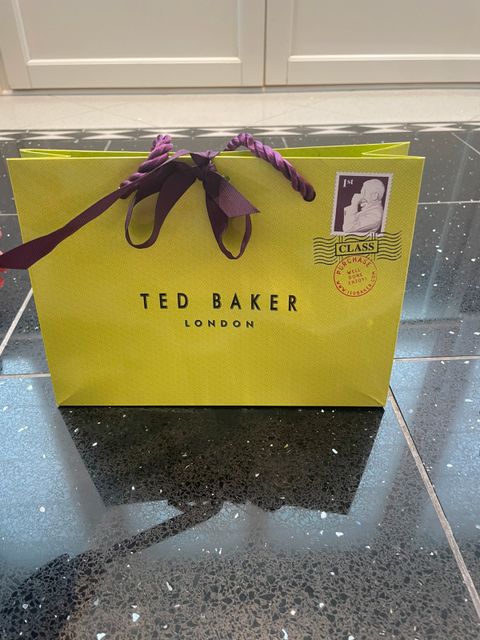 1st
CLASS
PURCHASE
WELL
DONE
ENJOY!
WWW.TEDBAKER.COM
TED BAKER
LONDON